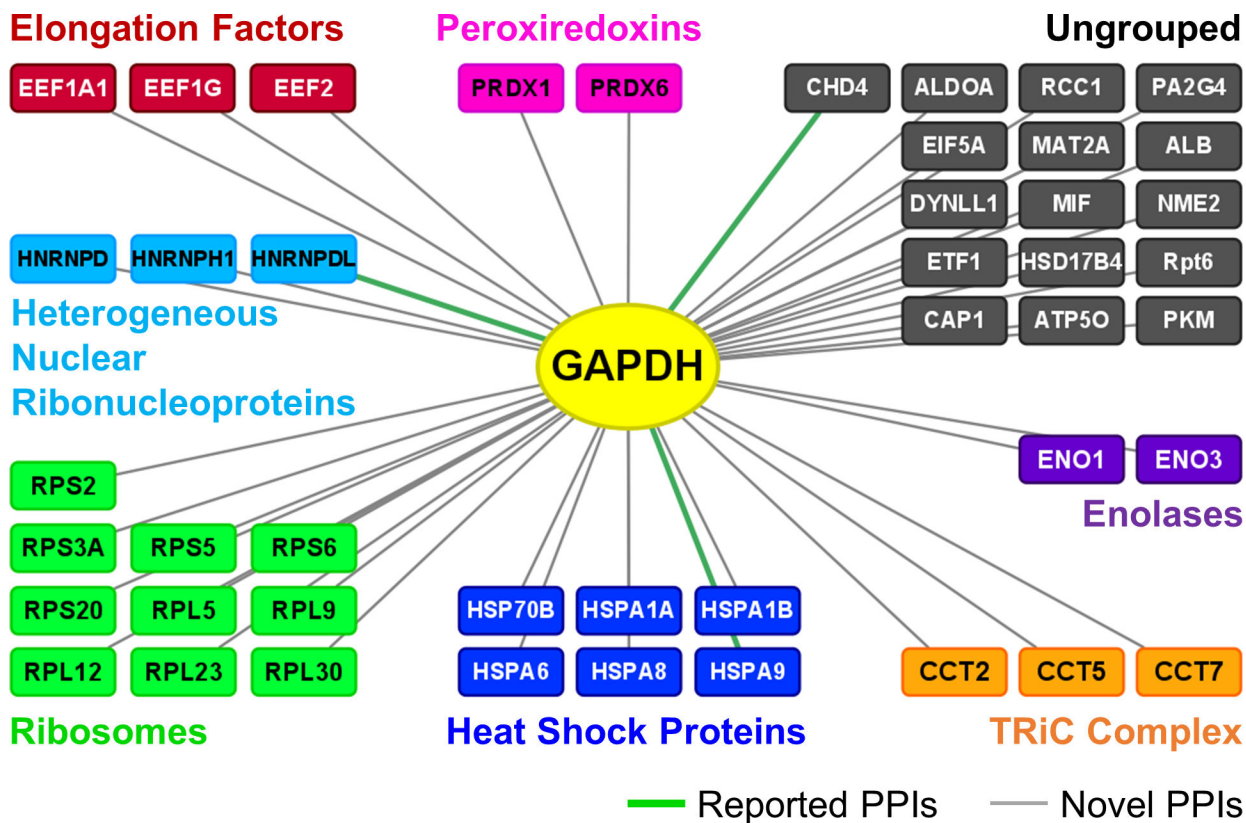 Elongation Factors
EEF1A1 EEF1G EEF2
Peroxiredoxins
PRDX1 PRDX6
Ungrouped
CHD4 ALDOA RCC1 PA2G4
EIF5A MAT2A ALB
DYNLL1 MIF NME2
ETF1 HSD17B4 Rpt6
CAP1 ATP5O PKM
HNRNPD HNRNPH1 HNRNPDL
Heterogeneous
Nuclear
Ribonucleoproteins
GAPDH
ENO1 ENO3
Enolases
RPS2
RPS3A RPS5 RPS6
RPS20 RPL5 RPL9
RPL12 RPL23 RPL30
Ribosomes
HSP70B HSPA1A HSPA1B
HSPA6 HSPA8 HSPA9
Heat Shock Proteins
CCT2 CCT5 CCT7
TRiC Complex
Reported PPIs Novel PPIs